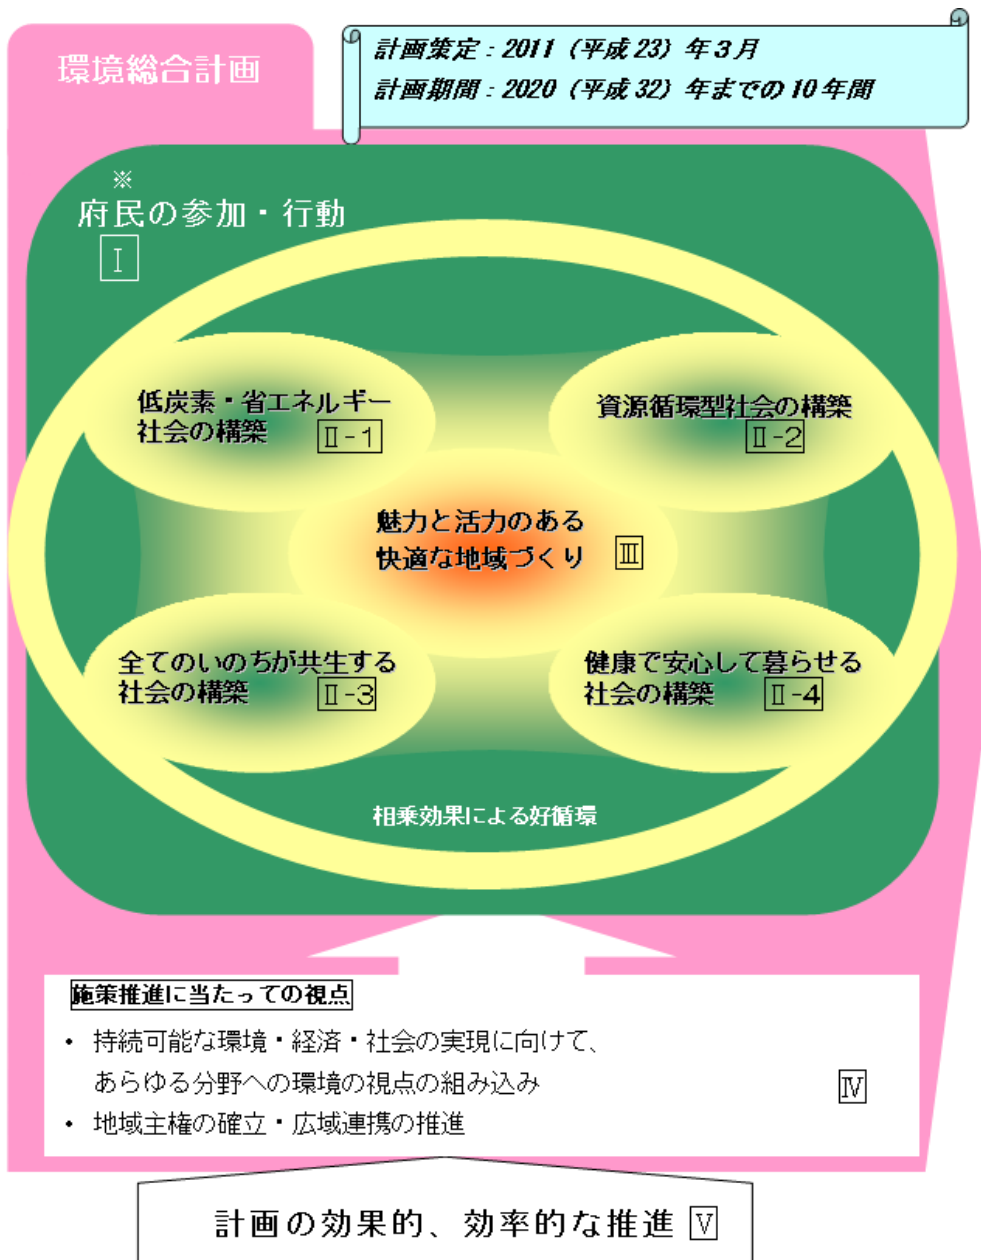 環境総合計画
計画策定：2011（平成23）年３月
計画期間：2020（平成32）年までの10年間
※
府民の参加・行動
Ⅰ
低炭素・省エネルギー
社会の構築 Ⅱ-1
資源循環型社会の構築
Ⅱ-2
魅力と活力のある
快適な地域づくり Ⅲ
全てのいのちが共生する
社会の構築 Ⅱ-3
健康で安心して暮らせる
社会の構築 Ⅱ-4
相乗効果による好循環
施策推進に当たっての視点
・ 持続可能な環境・経済・社会の実現に向けて、
あらゆる分野への環境の視点の組み込み
Ⅳ
・ 地域主権の確立・広域連携の推進
計画の効果的、効率的な推進 Ⅴ